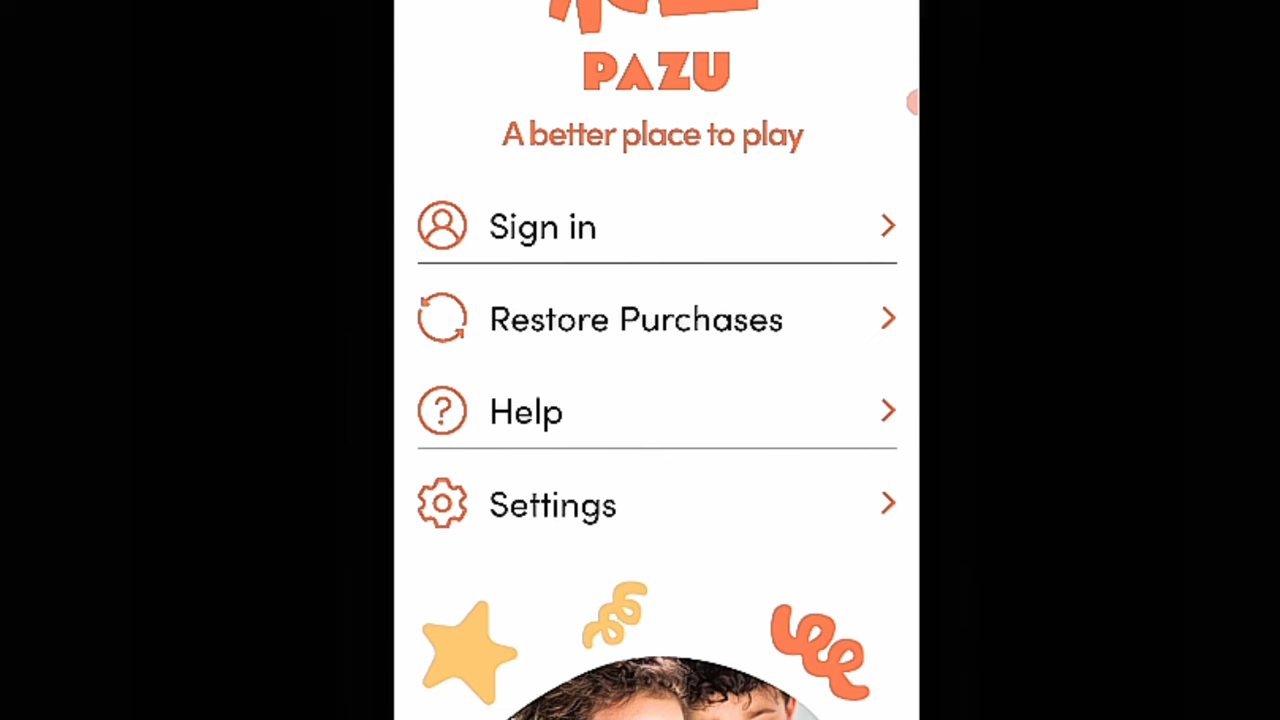 PAZU
A better place to play
Sign in
Restore Purchases
Help
Settings